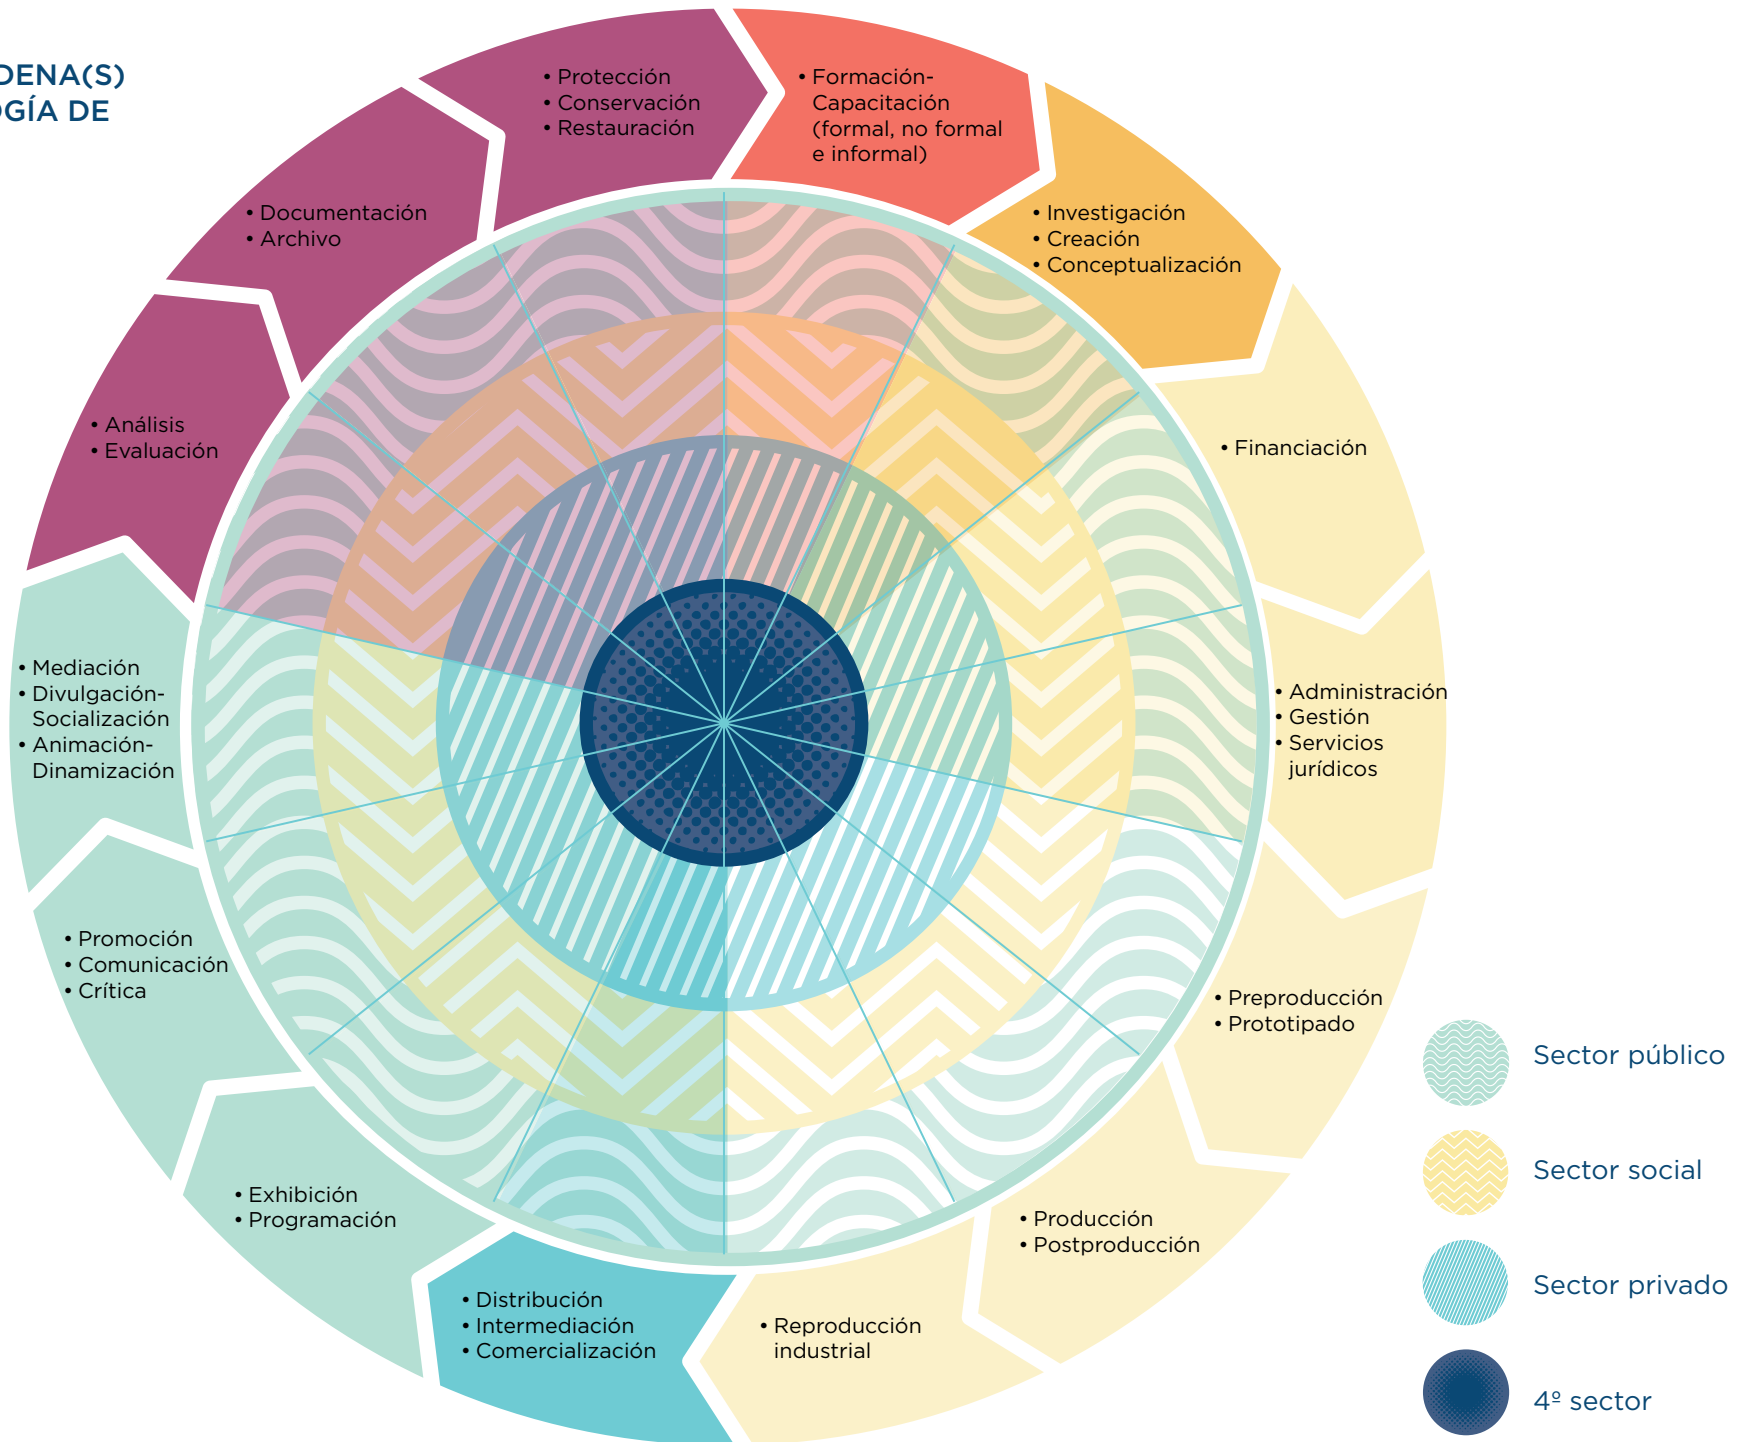 DENA(S)
OGÍA DE
• Protección
• Conservación
• Restauración
• Formación-
Capacitación
(formal, no formal
e informal)
• Investigación
• Creación
• Conceptualización
• Financiación
• Administración
• Gestión
• Servicios
jurídicos
• Preproducción
• Prototipado
• Producción
• Postproducción
• Reproducción
industrial
• Distribución
• Intermediación
• Comercialización
• Exhibición
• Programación
• Promoción
• Comunicación
• Crítica
• Mediación
• Divulgación-
Socialización
• Animación-
Dinamización
• Análisis
• Evaluación
• Documentación
• Archivo
Sector público
Sector social
Sector privado
4º sector